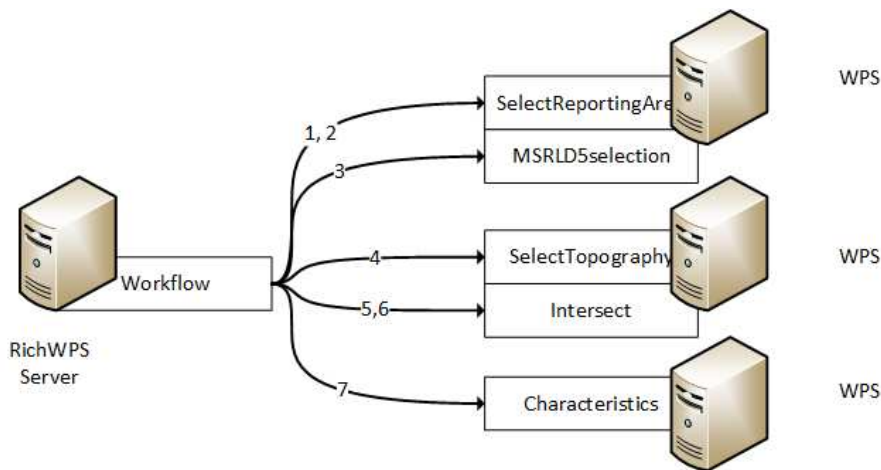 SelectReportingAre
WPS
1, 2
MSRLD5selection
3
SelectTopography
WPS
4
Workflow
5,6
Intersect
RichWPS
Server
7
Characteristics
WPS